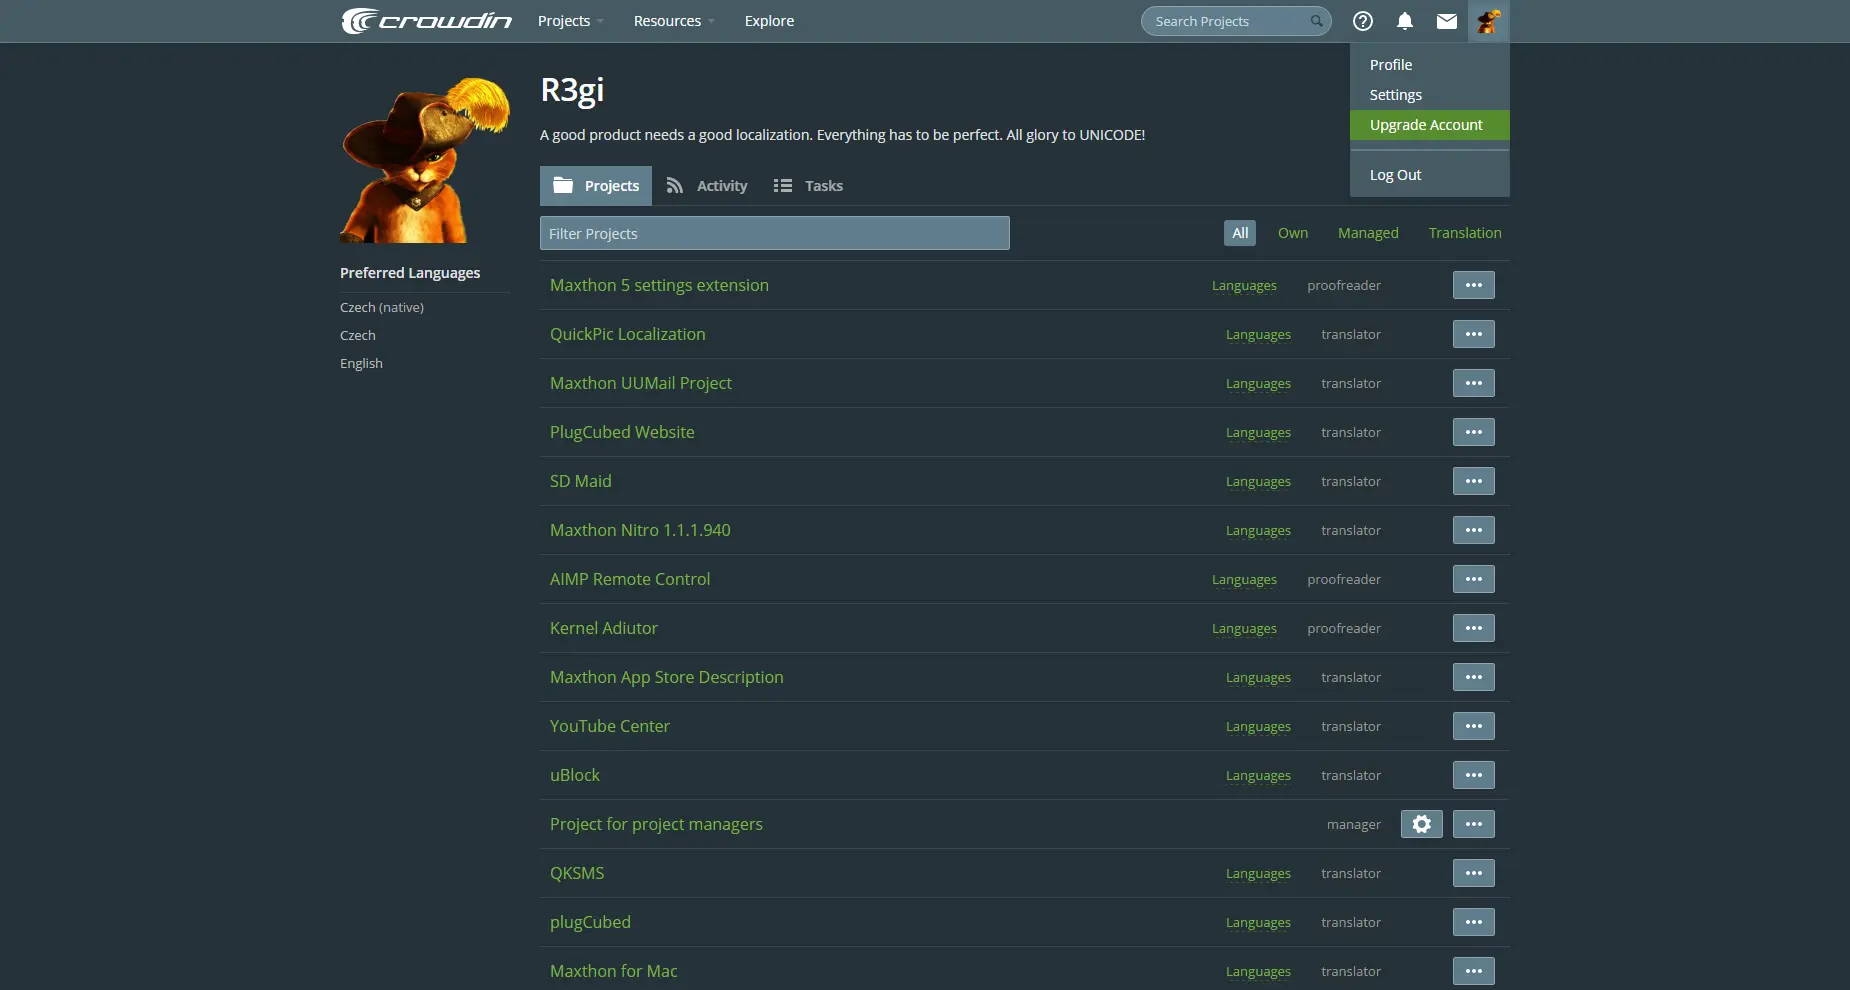 crowdin Projects Resources Explore Search Projects
Profile
Settings
Upgrade Account
Log Out
R3gi
A good product needs a good localization. Everything has to be perfect. All glory to UNICODE!
Projects Activity Tasks
Filter Projects All Own Managed Translation
Preferred Languages
Czech (native)
Czech
English
Maxthon 5 settings extension Languages proofreader
QuickPic Localization Languages translator
Maxthon UUMail Project Languages translator
PlugCubed Website Languages translator
SD Maid Languages translator
Maxthon Nitro 1.1.1.940 Languages translator
AIMP Remote Control Languages proofreader
Kernel Adiutor Languages proofreader
Maxthon App Store Description Languages translator
YouTube Center Languages translator
uBlock Languages translator
Project for project managers manager
QKSMS Languages translator
plugCubed Languages translator
Maxthon for Mac Languages translator